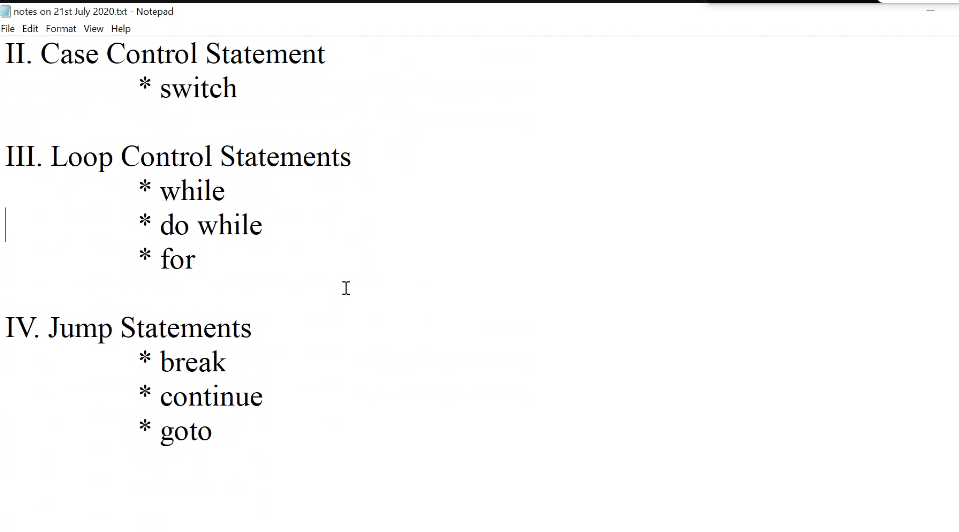 notes on 21st July 2020.txt - Notepad
File Edit Format View Help
II. Case Control Statement
* switch
III. Loop Control Statements
* while
* do while
* for
IV. Jump Statements
* break
* continue
* goto